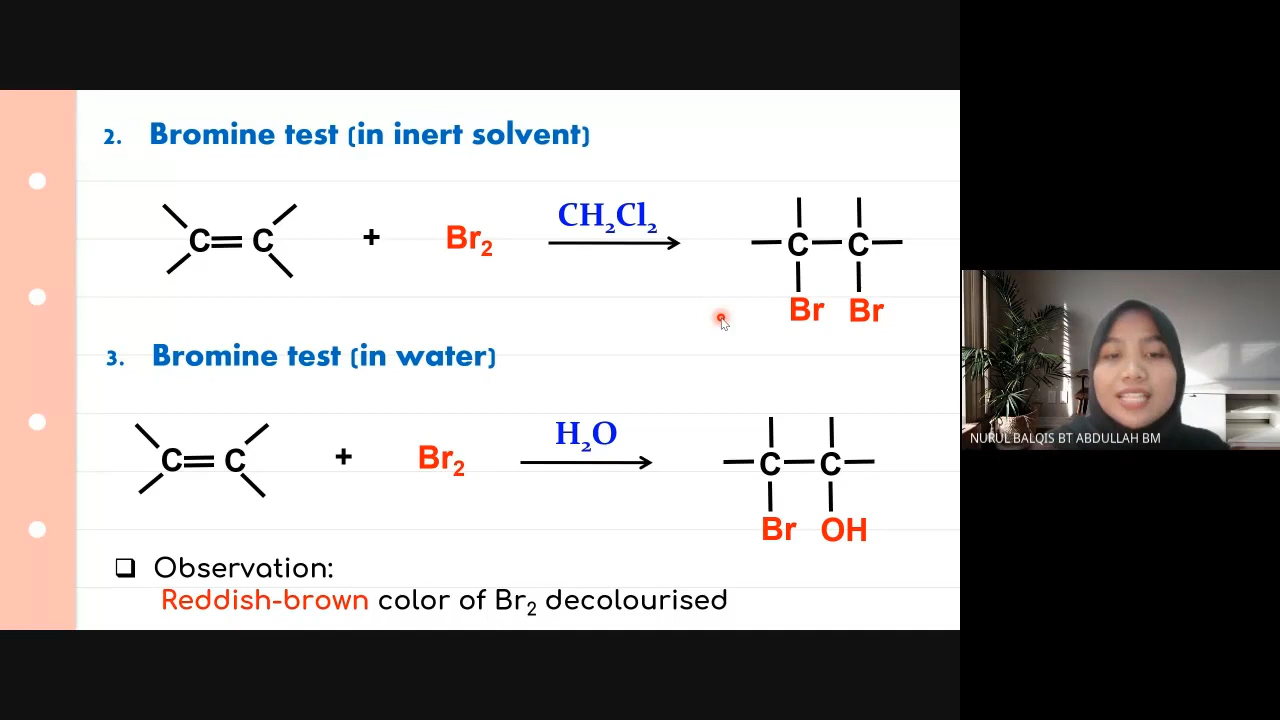 2. Bromine test (in inert solvent)
C=C + Br₂ CH₂Cl₂ C C
Br Br
3. Bromine test (in water)
C=C + Br₂ H₂O C C
Br OH
❑ Observation:
Reddish-brown color of Br₂ decolourised
NURUL BALQIS BT ABDULLAH BM